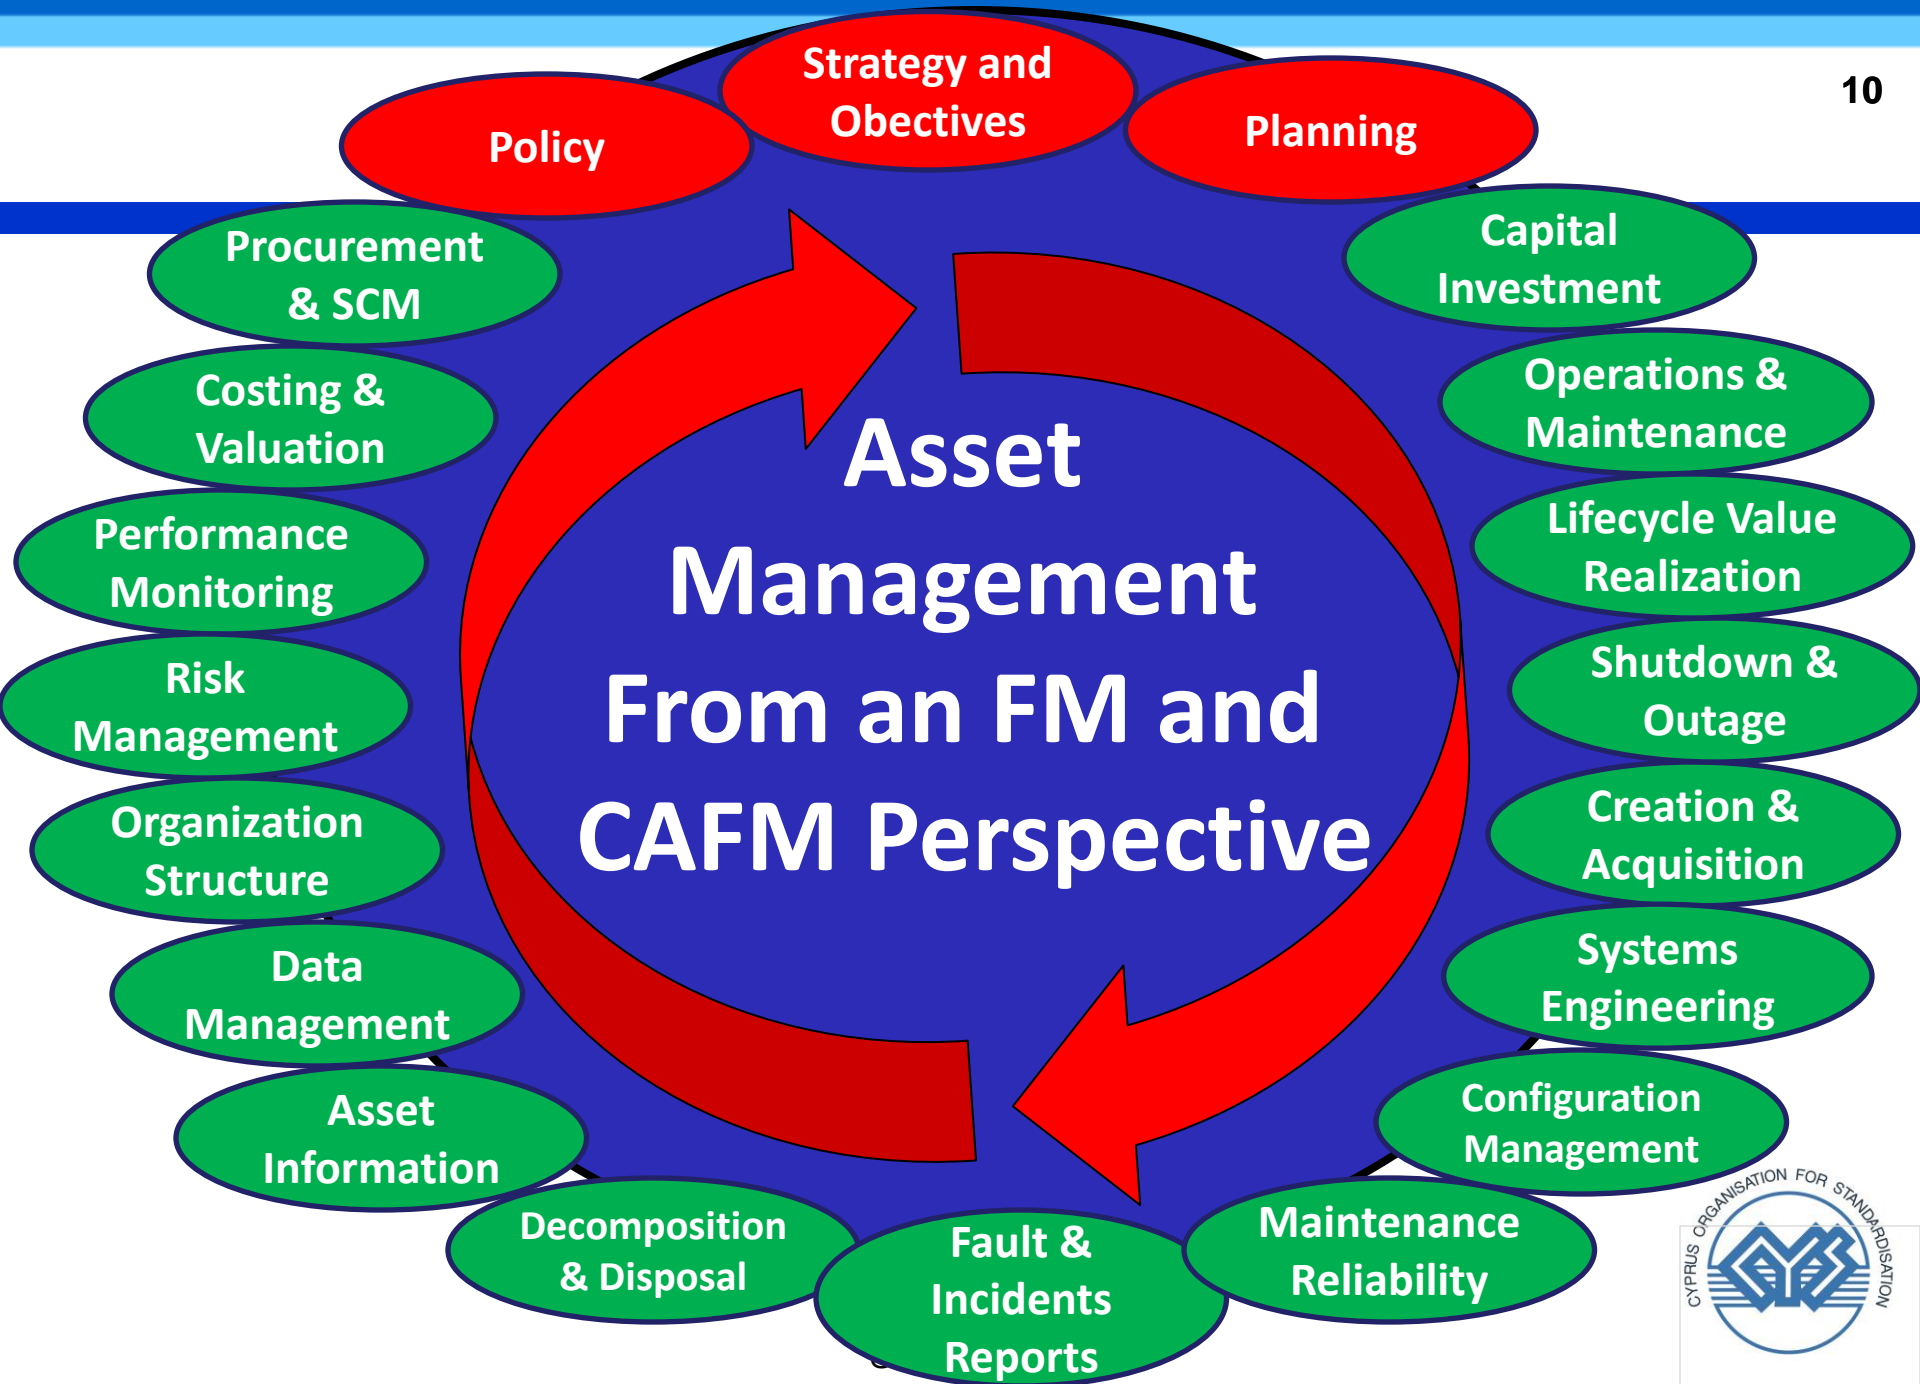 10
Strategy and
Obectives
Policy
Planning
Procurement
& SCM
Capital
Investment
Costing &
Valuation
Operations &
Maintenance
Performance
Monitoring
Lifecycle Value
Realization
Risk
Management
Shutdown &
Outage
Organization
Structure
Creation &
Acquisition
Data
Management
Systems
Engineering
Asset
Information
Configuration
Management
Decomposition
& Disposal
Fault &
Incidents
Reports
Maintenance
Reliability
Asset
Management
From an FM and
CAFM Perspective
CYPRUS ORGANISATION FOR STANDARDISATION
CYS